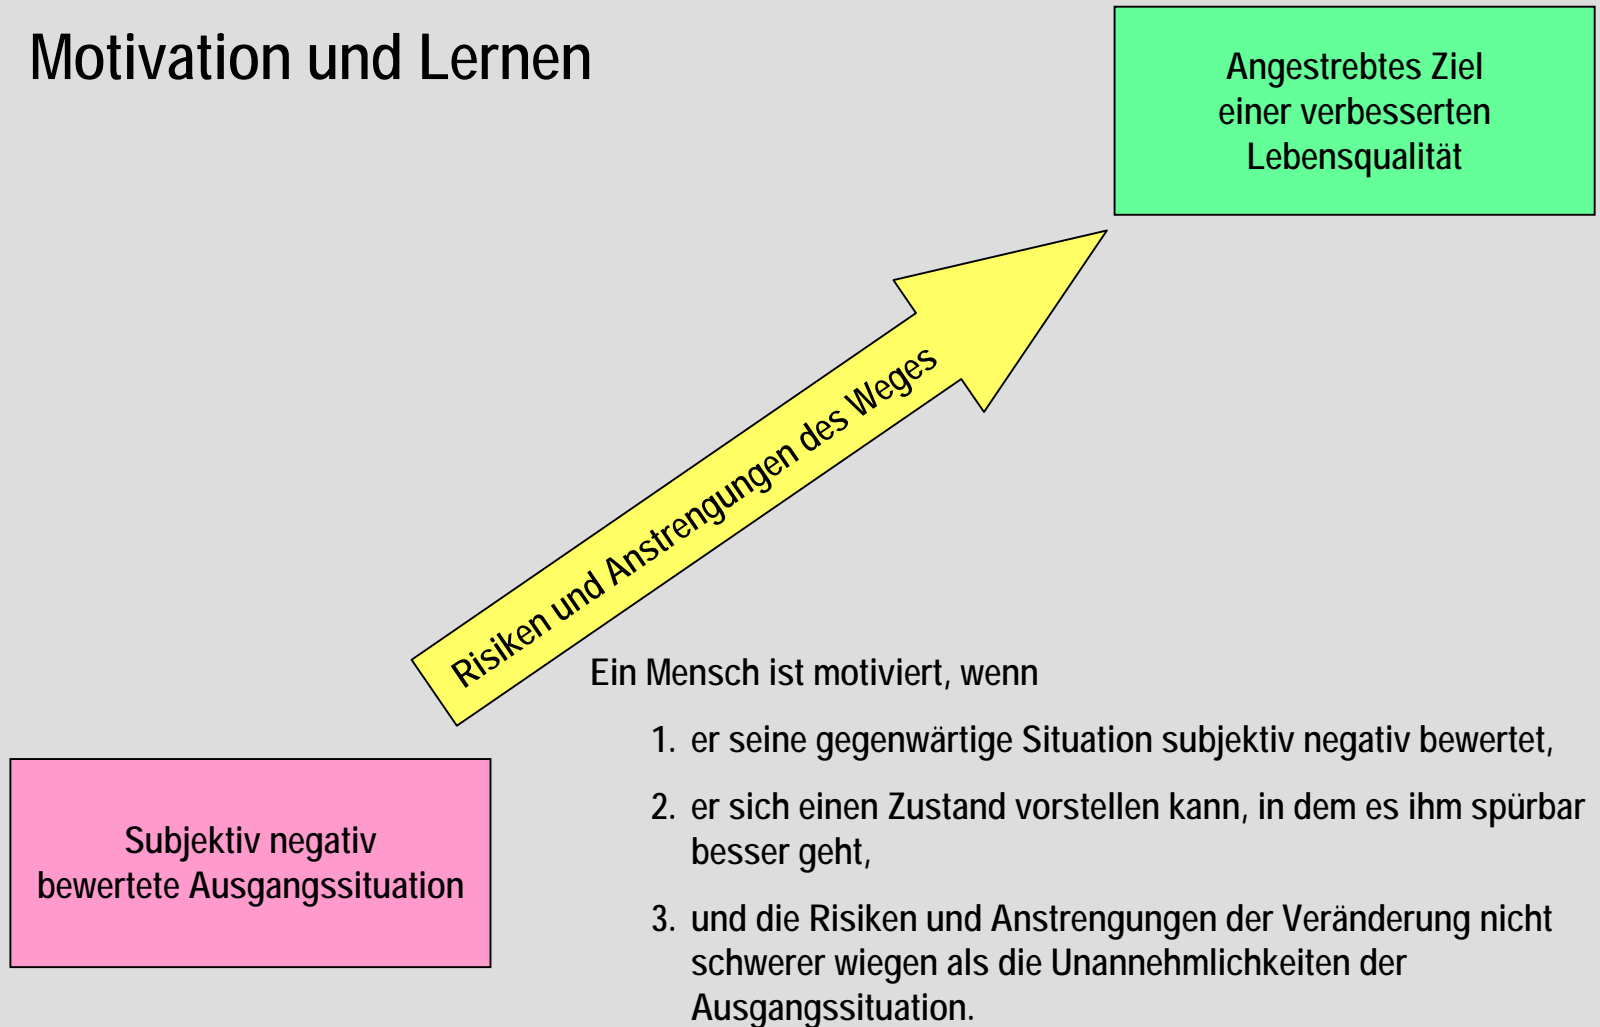 Motivation und Lernen
Angestrebtes Ziel
einer verbesserten
Lebensqualität
Risiken und Anstrengungen des Weges
Subjektiv negativ
bewertete Ausgangssituation
Ein Mensch ist motiviert, wenn
1. er seine gegenwärtige Situation subjektiv negativ bewertet,
2. er sich einen Zustand vorstellen kann, in dem es ihm spürbar
besser geht,
3. und die Risiken und Anstrengungen der Veränderung nicht
schwerer wiegen als die Unannehmlichkeiten der
Ausgangssituation.